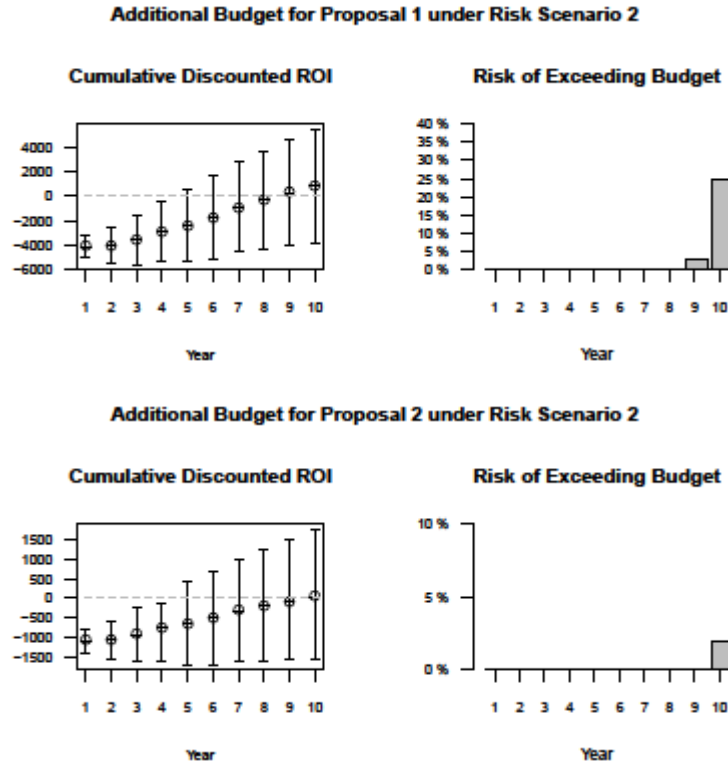 Additional Budget for Proposal 1 under Risk Scenario 2
Cumulative Discounted ROI
4000
2000
0
−2000
−4000
−6000
1 2 3 4 5 6 7 8 9 10
Year
Risk of Exceeding Budget
40 %
35 %
30 %
25 %
20 %
15 %
10 %
5 %
0 %
1 2 3 4 5 6 7 8 9 10
Year
Additional Budget for Proposal 2 under Risk Scenario 2
Cumulative Discounted ROI
1500
1000
500
0
−500
−1000
−1500
1 2 3 4 5 6 7 8 9 10
Year
Risk of Exceeding Budget
10 %
5 %
0 %
1 2 3 4 5 6 7 8 9 10
Year